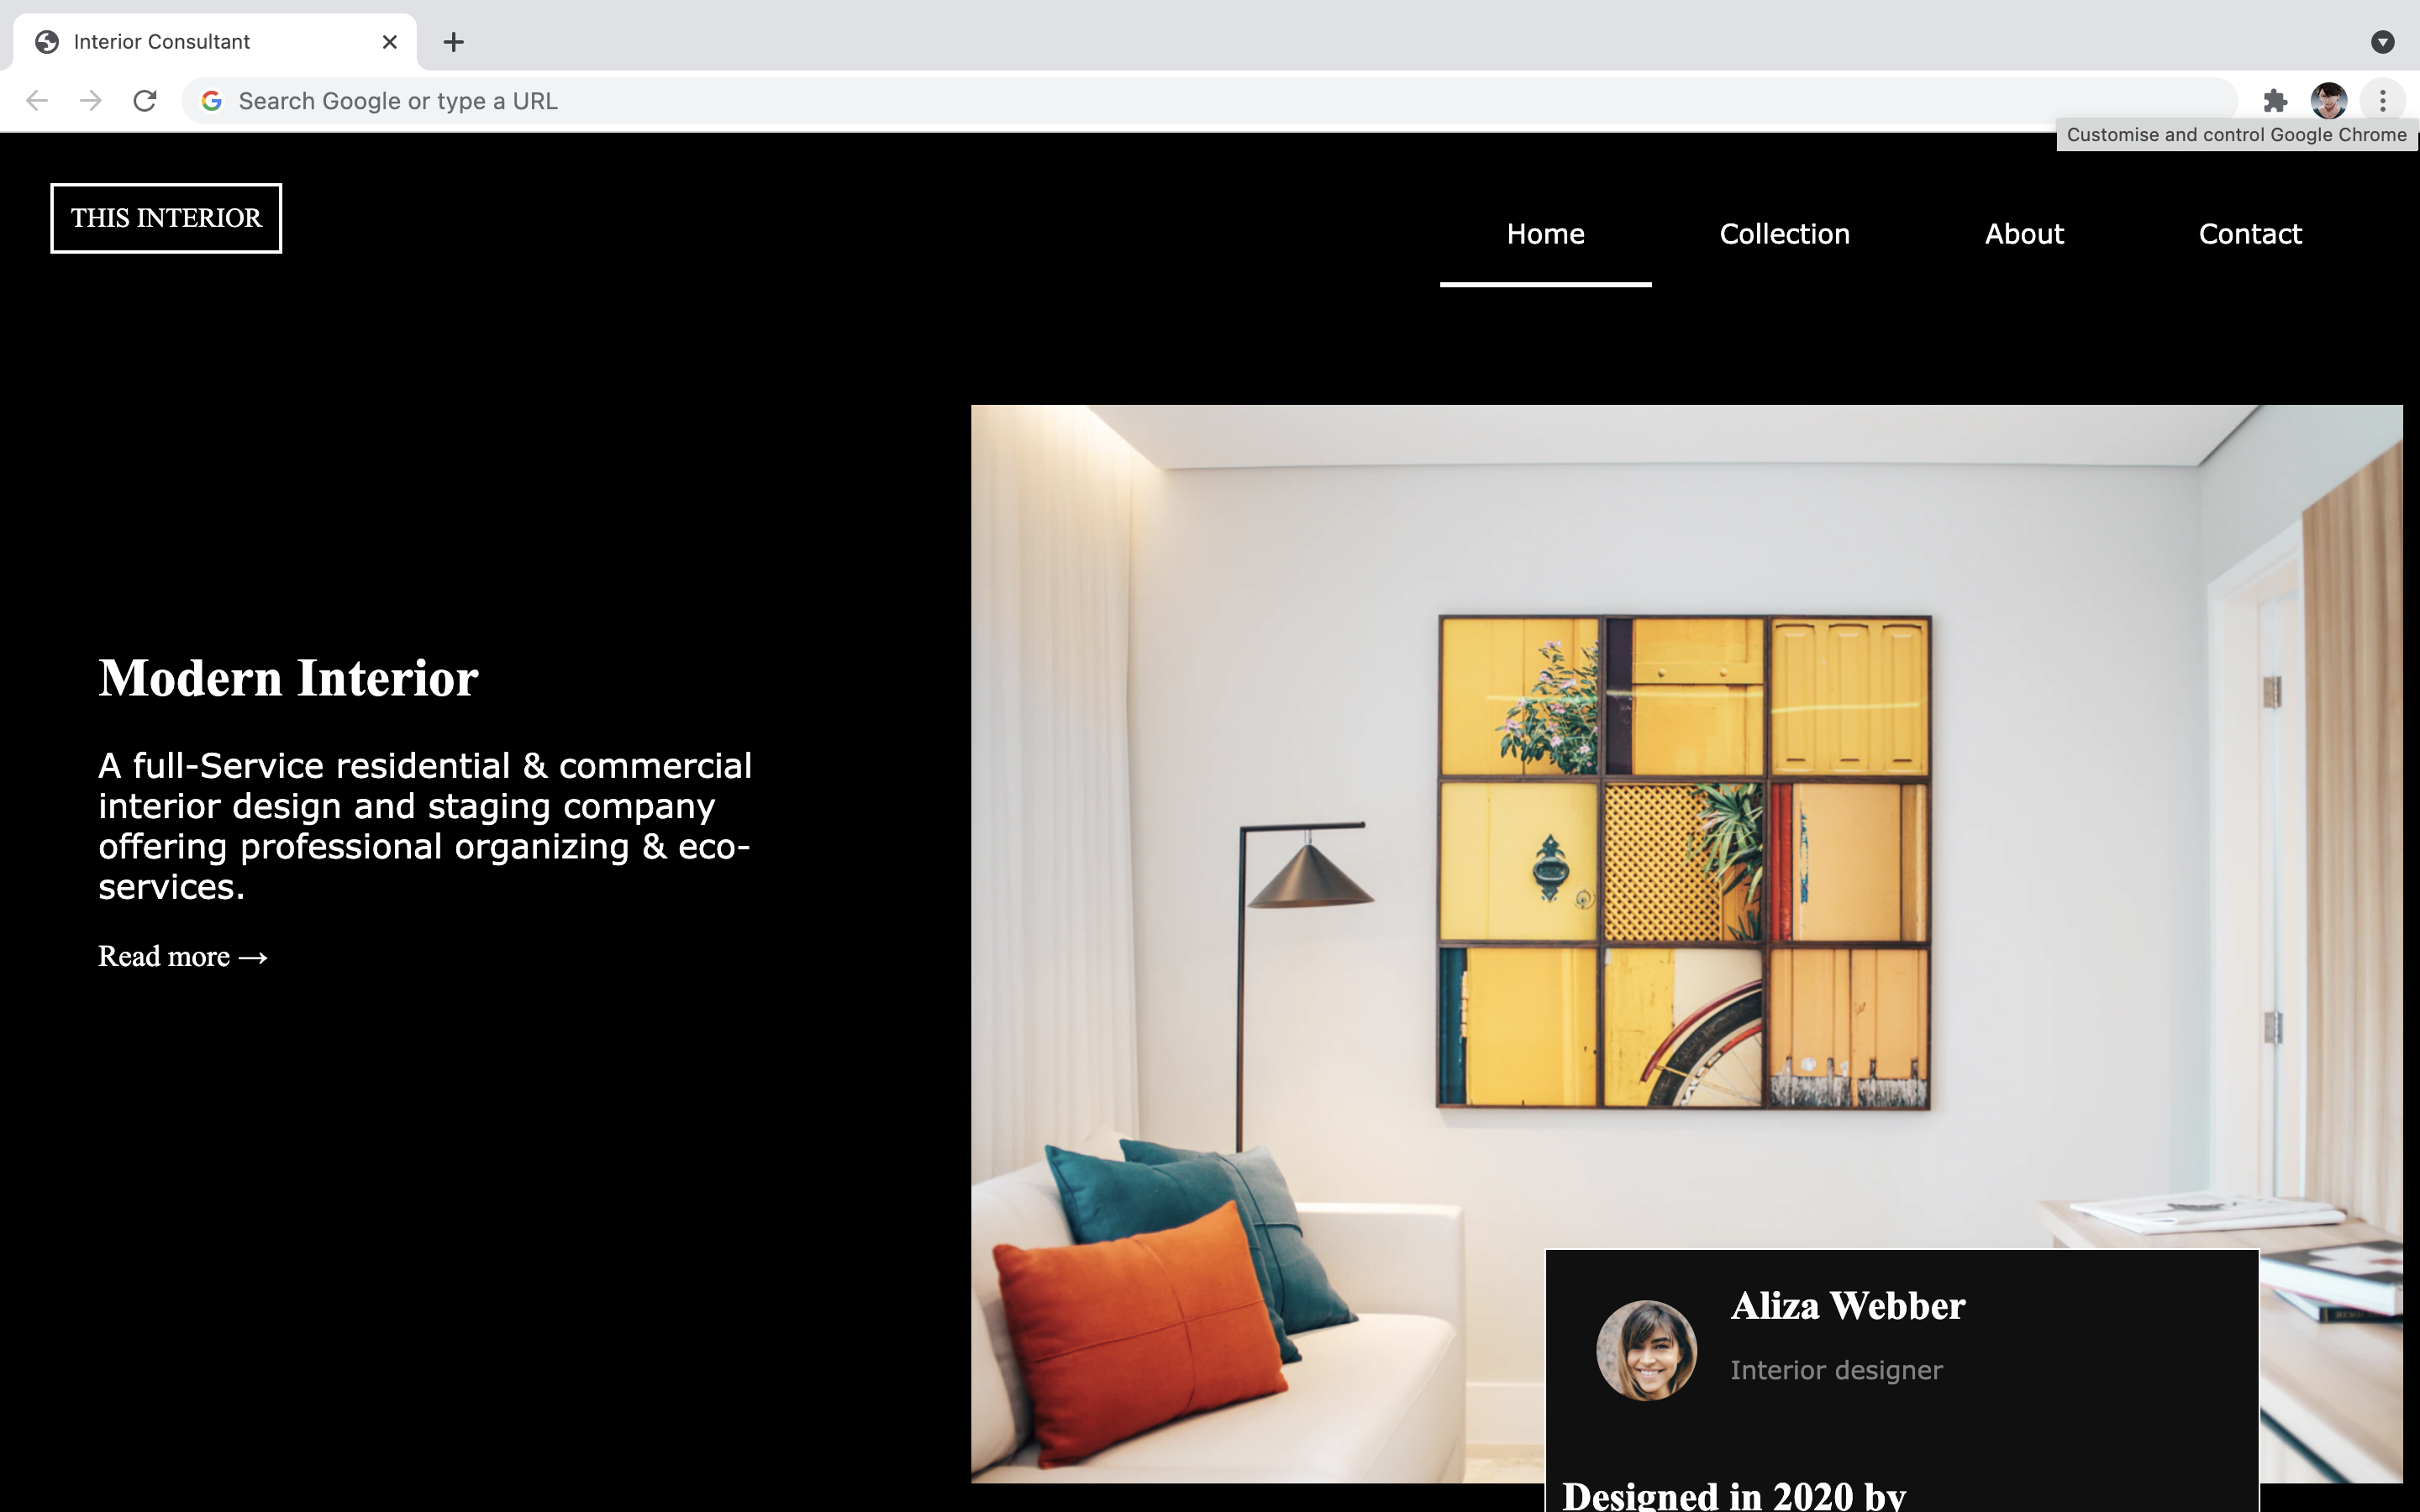 Interior Consultant
Search Google or type a URL
Customise and control Google Chrome
THIS INTERIOR
Home
Collection
About
Contact
Modern Interior
A full-Service residential & commercial
interior design and staging company
offering professional organizing & eco-
services.
Read more →
Aliza Webber
Interior designer
Designed in 2020 by